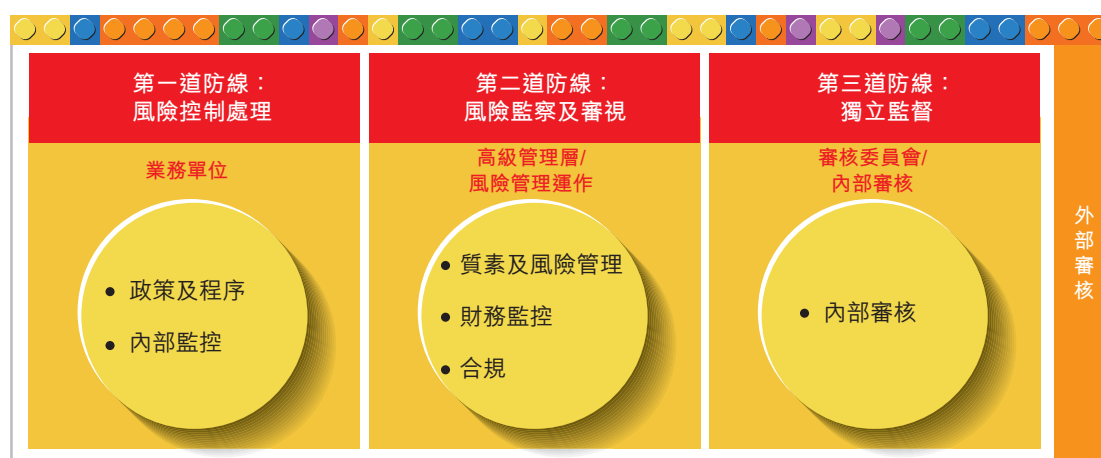 第一道防線：
風險控制處理
業務單位
• 政策及程序
• 內部監控
第二道防線：
風險監察及審視
高級管理層/
風險管理運作
• 質素及風險管理
• 財務監控
• 合規
第三道防線：
獨立監督
審核委員會/
內部審核
• 內部審核
外部審核